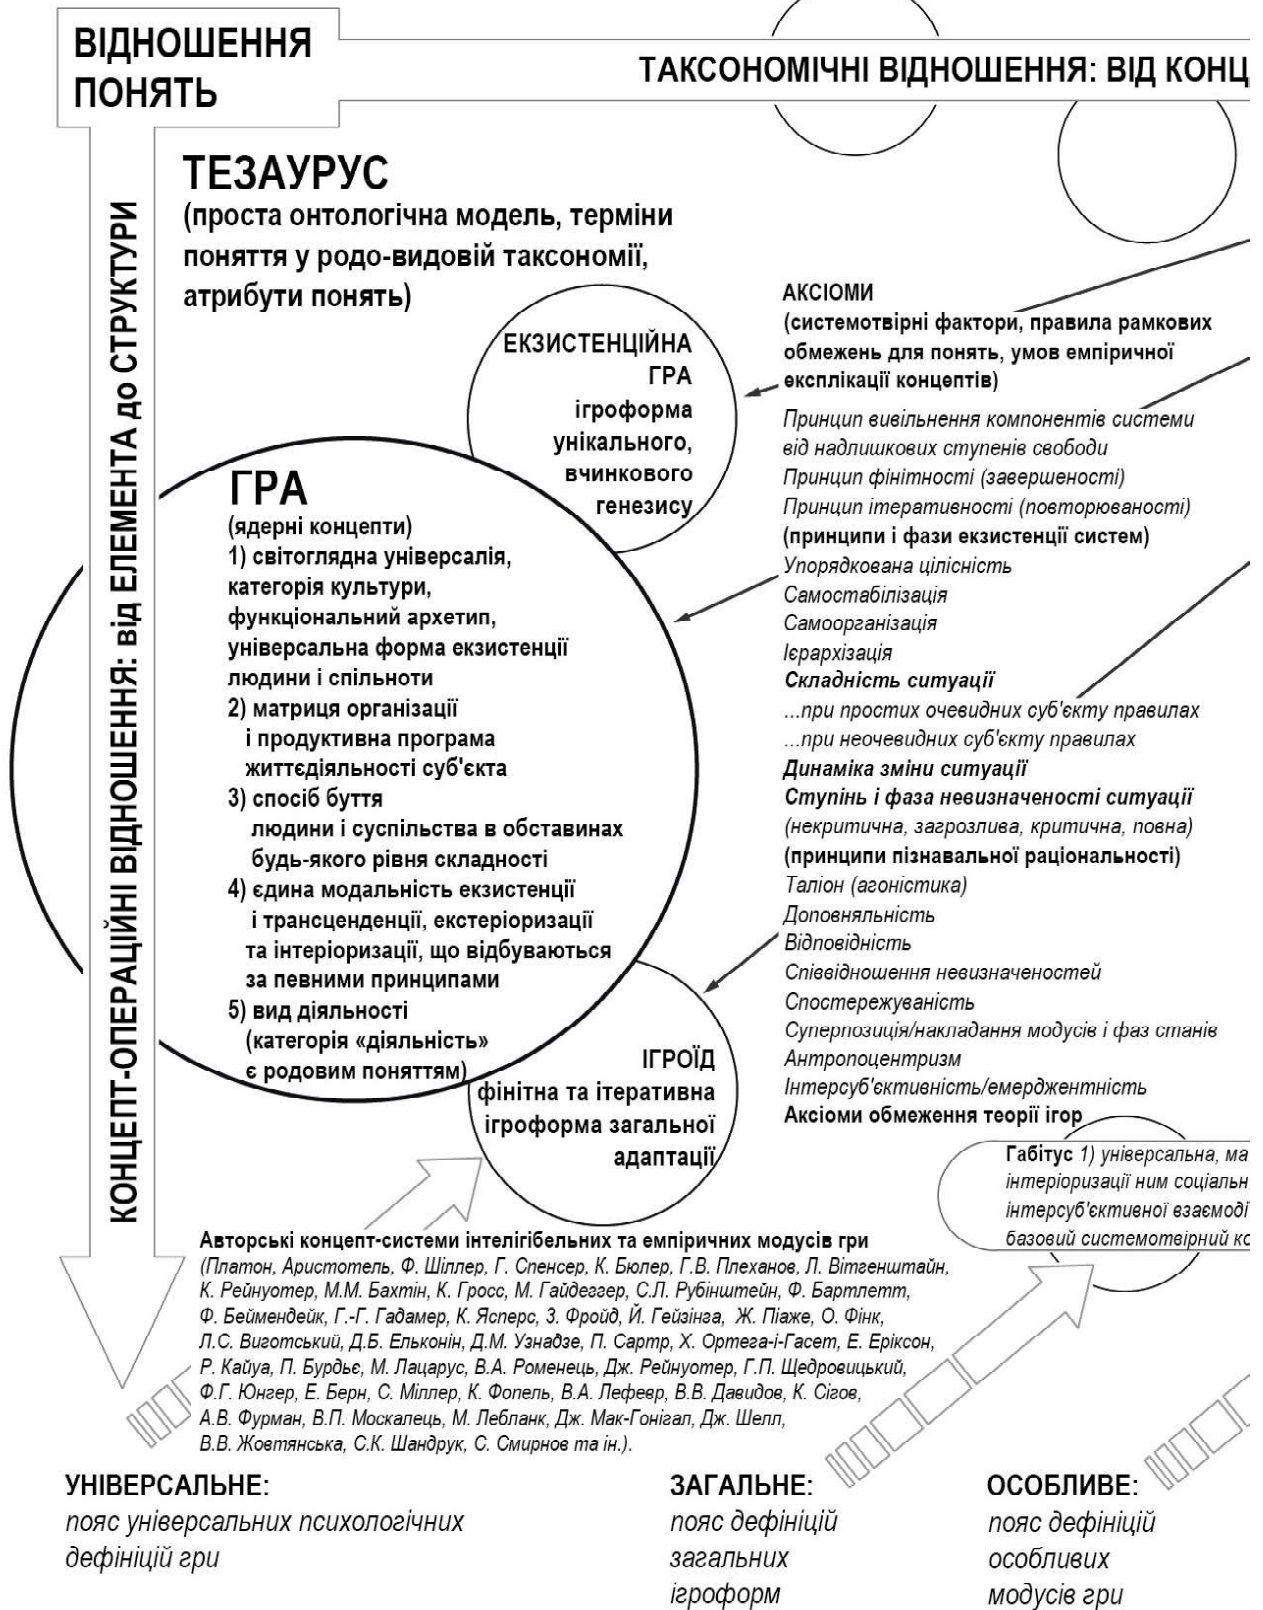 ВІДНОШЕННЯ
ПОНЯТЬ
ТАКСОНОМІЧНІ ВІДНОШЕННЯ: ВІД КОНЦ
КОНЦЕПТ-ОПЕРАЦІЙНІ ВІДНОШЕННЯ: від ЕЛЕМЕНТА до СТРУКТУРИ
ТЕЗАУРУС
(проста онтологічна модель, терміни
поняття у родо-видовій таксономії,
атрибути понять)
ЕКЗИСТЕНЦІЙНА
ГРА
ігроформа
унікального,
вчинкового
генезису
ГРА
(ядерні концепти)
1) світоглядна універсалія,
категорія культури,
функціональний архетип,
універсальна форма екзистенції
людини і спільноти
2) матриця організації
і продуктивна програма
життєдіяльності суб'єкта
3) спосіб буття
людини і суспільства в обставинах
будь-якого рівня складності
4) єдина модальність екзистенції
і трансценденції, екстеріоризації
та інтеріоризації, що відбуваються
за певними принципами
5) вид діяльності
(категорія «діяльність»
є родовим поняттям)
ІГРОЇД
фінітна та ітеративна
ігроформа загальної
адаптації
АКСІОМИ
(системотвірні фактори, правила рамкових
обмежень для понять, умов емпіричної
експлікації концептів)
Принцип вивільнення компонентів системи
від надлишкових ступенів свободи
Принцип фінітності (завершеності)
Принцип ітеративності (повторюваності)
(принципи і фази екзистенції систем)
Упорядкована цілісність
Самостабілізація
Самоорганізація
Ієрархізація
Складність ситуації
...при простих очевидних суб'єкту правилах
...при неочевидних суб'єкту правилах
Динаміка зміни ситуації
Ступінь і фаза невизначеності ситуації
(некритична, загрозлива, критична, повна)
(принципи пізнавальної раціональності)
Таліон (агоністика)
Доповняльність
Відповідність
Співвідношення невизначеностей
Спостережуваність
Суперпозиція/накладання модусів і фаз станів
Антропоцентризм
Інтерсуб'єктивність/емерджентність
Аксіоми обмеження теорії ігор
Габітус 1) універсальна, ма
інтеріоризації ним соціальн
інтерсуб'єктивної взаємоді
базовий системотвірний ко
Авторські концепт-системи інтелігібельних та емпіричних модусів гри
(Платон, Аристотель, Ф. Шіллер, Г. Спенсер, К. Бюлер, Г.В. Плеханов, Л. Вітгенштайн,
К. Рейнуотер, М.М. Бахтін, К. Гросс, М. Гайдеггер, С.Л. Рубінштейн, Ф. Бартлетт,
Ф. Беймендейк, Г.-Г. Гадамер, К. Ясперс, З. Фройд, Й. Гейзінга, Ж. Піаже, О. Фінк,
Л.С. Виготський, Д.Б. Ельконін, Д.М. Узнадзе, П. Сартр, Х. Ортега-і-Гасет, Е. Еріксон,
Р. Кайуа, П. Бурдьє, М. Лацарус, В.А. Роменець, Дж. Рейнуотер, Г.П. Щедровицький,
Ф.Г. Юнгер, Е. Берн, С. Міллер, К. Фопель, В.А. Лефевр, В.В. Давидов, К. Сігов,
А.В. Фурман, В.П. Москалець, М. Лебланк, Дж. Мак-Гонігал, Дж. Шелл,
В.В. Жовтянська, С.К. Шандрук, С. Смирнов та ін.).
УНІВЕРСАЛЬНЕ:
пояс універсальних психологічних
дефініцій гри
ЗАГАЛЬНЕ:
пояс дефініцій
загальних
ігроформ
ОСОБЛИВЕ:
пояс дефініцій
особливих
модусів гри